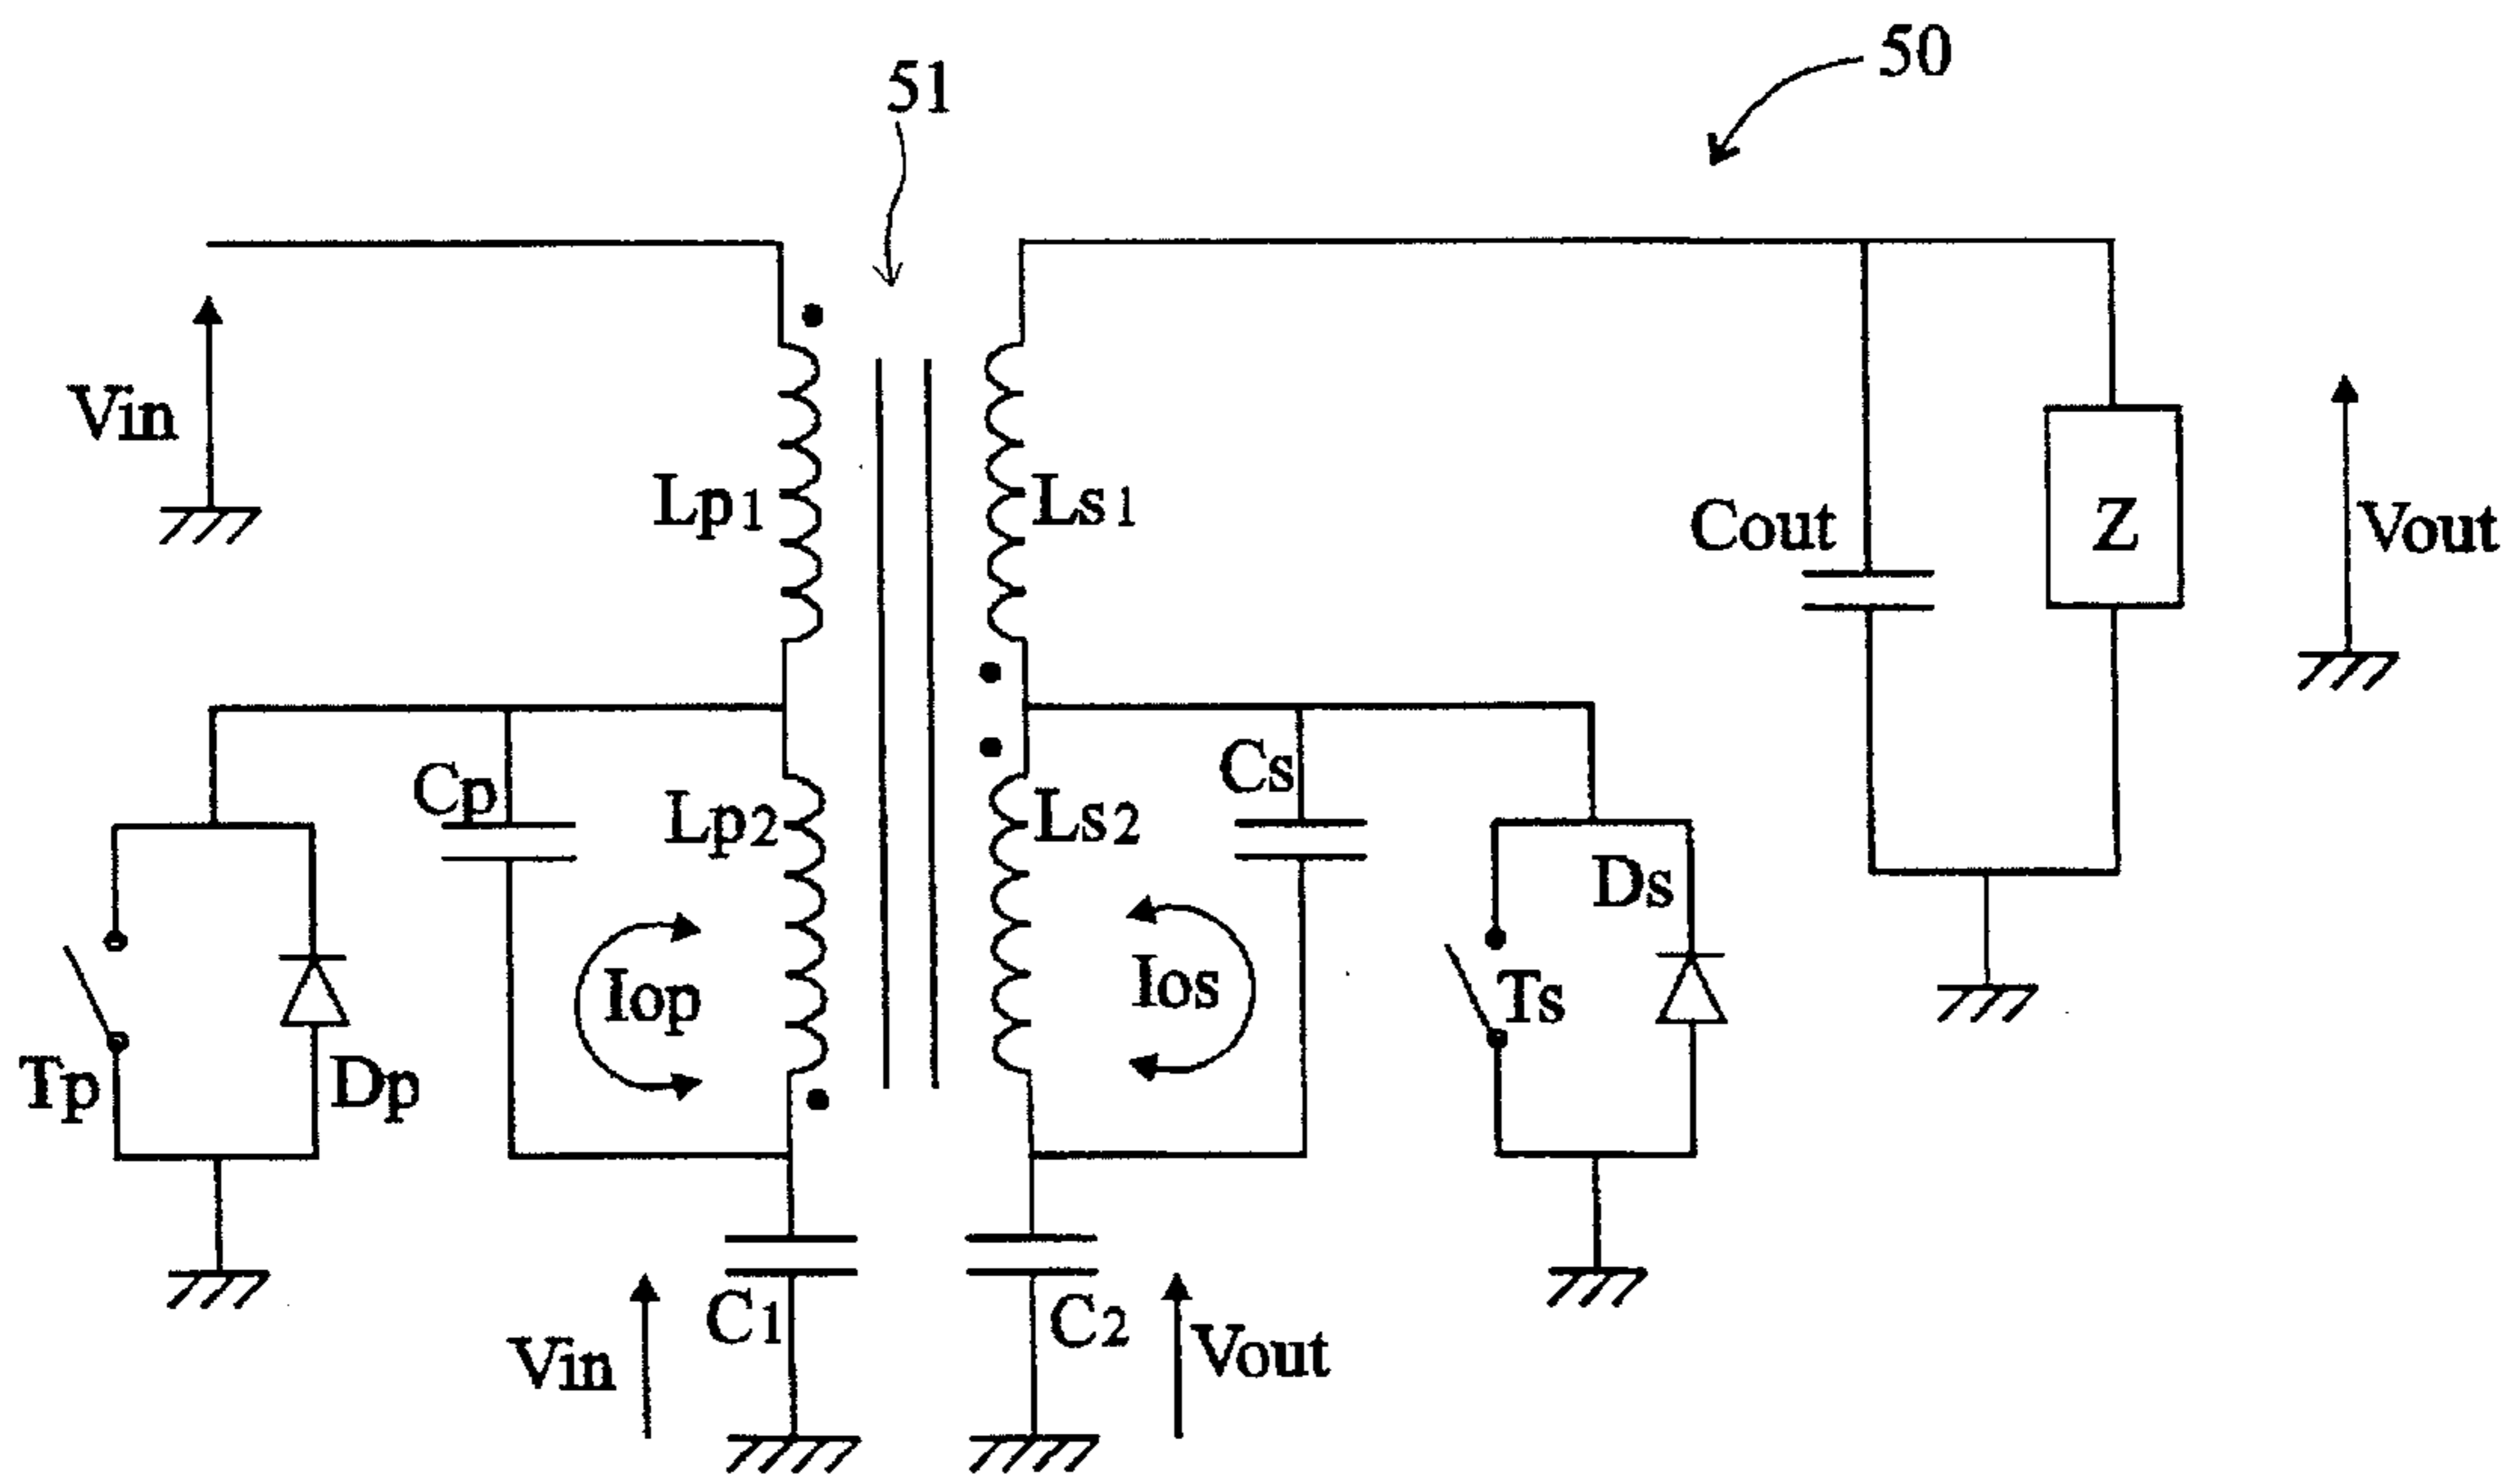 50
51
Vin
Lp1
Ls1
Cout
Z
Vout
Cp
Lp2
Ls2
Cs
Ds
Iop
Ios
Ts
Tp
Dp
C1
C2
Vin
Vout